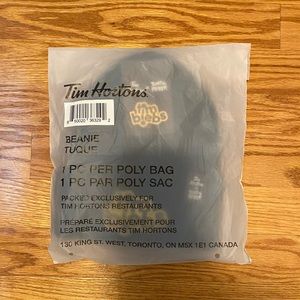 Tim Hortons.
BEANIE
TUQUE
1 PC PER POLY BAG
1 PC PAR POLY SAC
PACKED EXCLUSIVELY FOR
TIM HORTONS RESTAURANTS
PRÉPARÉ EXCLUSIVEMENT POUR
LES RESTAURANTS TIM HORTONS
130 KING ST. WEST, TORONTO, ON M5X 1E1 CANADA